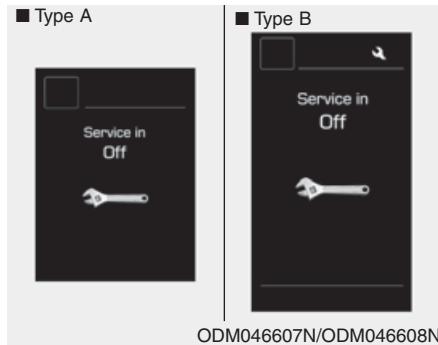 ■ Type A
Service in
Off
■ Type B
Service in
Off
ODM046607N/ODM046608N